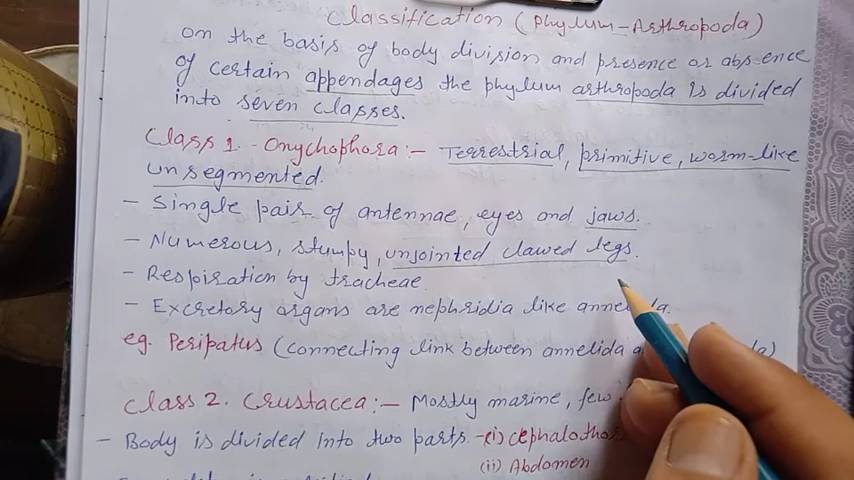 Classification (Phylum-Arthropoda)
on the basis of body division and presence or absence
of certain appendages the phylum arthropoda is divided
into seven classes.
Class 1. Onychophora:- Terrestrial, primitive, worm-like
unsegmented.
- Single pair of antennae, eyes and jaws.
- Numerous, stumpy, unjointed clawed legs.
- Respiration by tracheae
- Excretory organs are nephridia like annelida.
eg. Peripatus (connecting link between annelida
Class 2. Crustacea:- Mostly marine, few
- Body is divided into two parts -(i) cephalotho
(ii) Abdomen